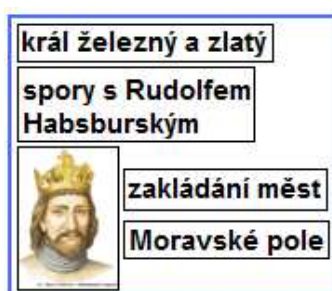 král železný a zlatý
spory s Rudolfem
Habsburským
zakládání měst
Moravské pole